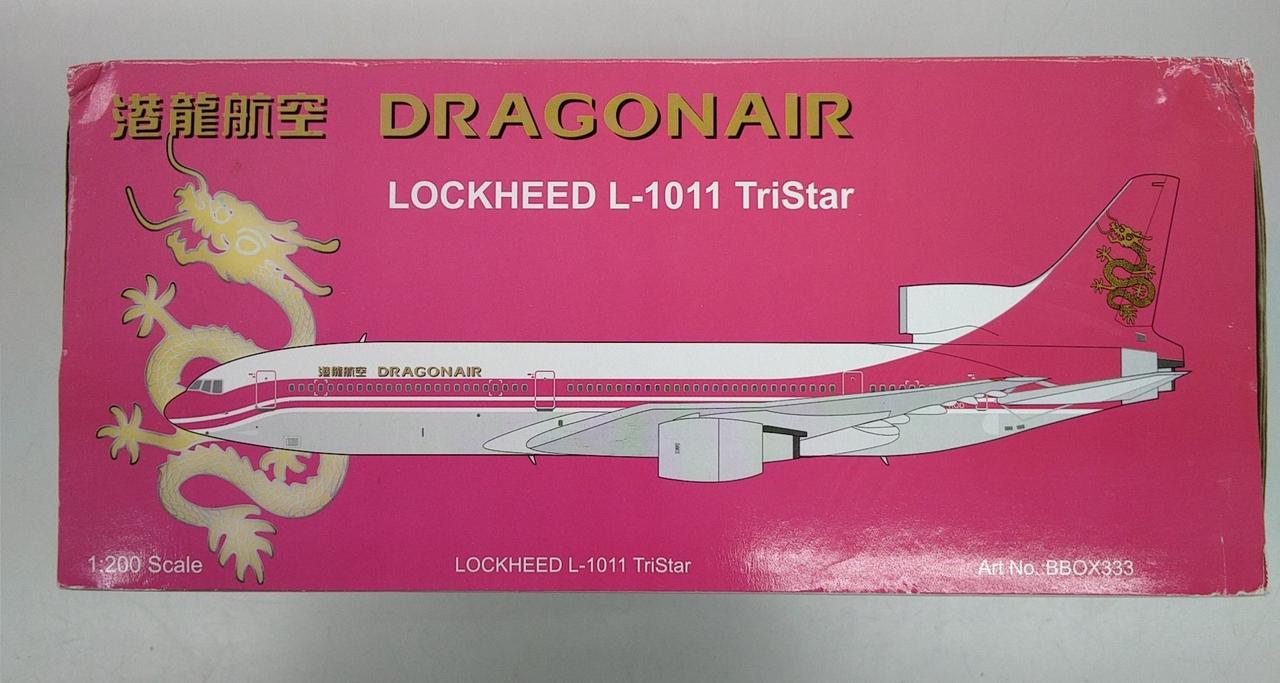 港龍航空 DRAGONAIR
LOCKHEED L-1011 TriStar
港龍航空 DRAGONAIR
1:200 Scale
LOCKHEED L-1011 TriStar
Art No. BBOX333